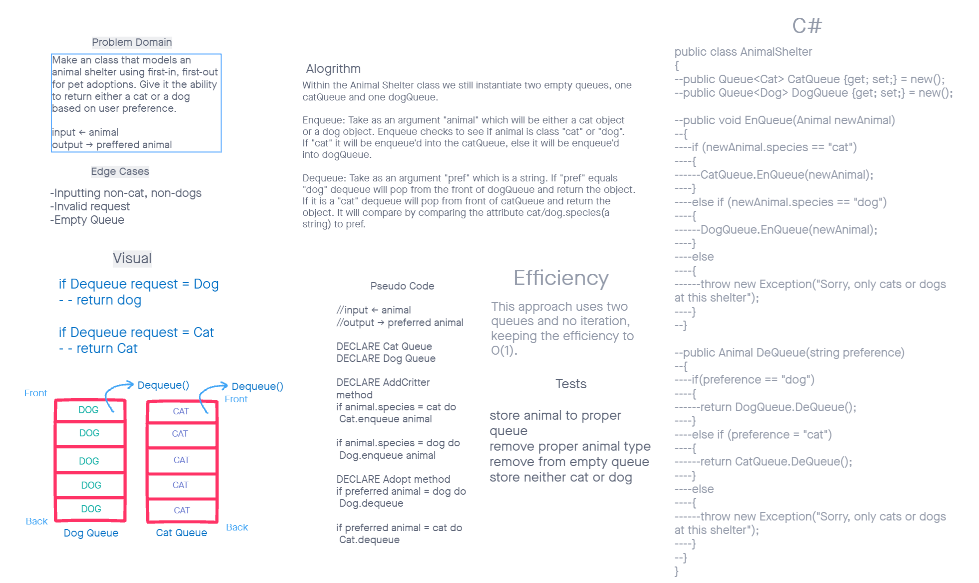 Problem Domain
Make an class that models an
animal shelter using first-in, first-out
for pet adoptions. Give it the ability
to return either a cat or a dog
based on user preference.
input ← animal
output → preffered animal
Edge Cases
-Inputting non-cat, non-dogs
-Invalid request
-Empty Queue
Visual
if Dequeue request = Dog
- - return dog
if Dequeue request = Cat
- - return Cat
Dequeue()
Dequeue()
Front
Front
DOG
DOG
DOG
DOG
DOG
CAT
CAT
CAT
CAT
CAT
Back
Back
Dog Queue
Cat Queue
Alogrithm
Within the Animal Shelter class we still instantiate two empty queues, one
catQueue and one dogQueue.
Enqueue: Take as an argument "animal" which will be either a cat object
or a dog object. Enqueue checks to see if animal is class "cat" or "dog".
If "cat" it will be enqueue'd into the catQueue, else it will be enqueue'd
into dogQueue.
Dequeue: Take as an argument "pref" which is a string. If "pref" equals
"dog" dequeue will pop from the front of dogQueue and return the object.
If it is a "cat" dequeue will pop from front of catQueue and return the
object. It will compare by comparing the attribute cat/dog.species(a
string) to pref.
Pseudo Code
//input ← animal
//output → preferred animal
DECLARE Cat Queue
DECLARE Dog Queue
DECLARE AddCritter
method
if animal.species = cat do
Cat.enqueue animal
if animal.species = dog do
Dog.enqueue animal
DECLARE Adopt method
if preferred animal = dog do
Dog.dequeue
if preferred animal = cat do
Cat.dequeue
Efficiency
This approach uses two
queues and no iteration,
keeping the efficiency to
O(1).
Tests
store animal to proper
queue
remove proper animal type
remove from empty queue
store neither cat or dog
C#
public class AnimalShelter
{
--public Queue<Cat> CatQueue {get; set;} = new();
--public Queue<Dog> DogQueue {get; set;} = new();
--public void EnQueue(Animal newAnimal)
--{
----if (newAnimal.species == "cat")
----{
------CatQueue.EnQueue(newAnimal);
----}
----else if (newAnimal.species == "dog")
----{
------DogQueue.EnQueue(newAnimal);
----}
----else
----{
------throw new Exception("Sorry, only cats or dogs
at this shelter");
----}
--}
--public Animal DeQueue(string preference)
--{
----if(preference == "dog")
----{
------return DogQueue.DeQueue();
----}
----else if (preference = "cat")
----{
------return CatQueue.DeQueue();
----}
----else
----{
------throw new Exception("Sorry, only cats or dogs
at this shelter");
----}
--}
}